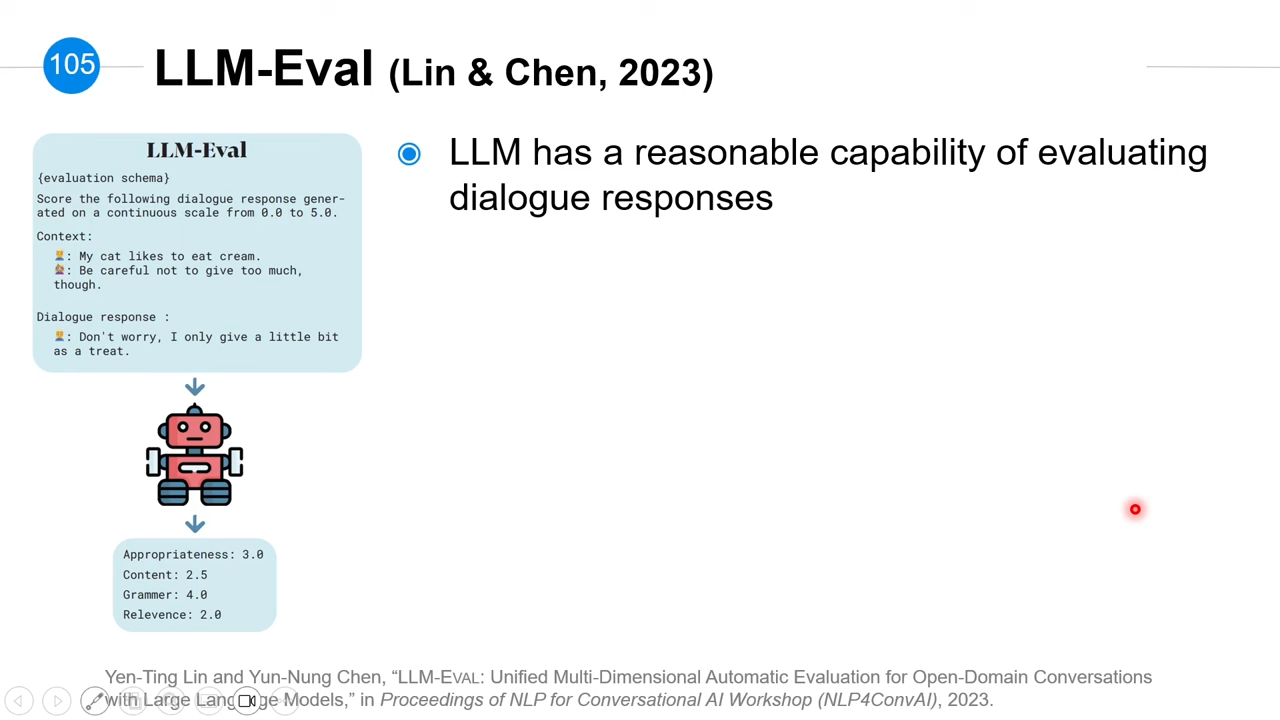 105
LLM-Eval (Lin & Chen, 2023)
LLM-Eval
{evaluation schema}
Score the following dialogue response gener-
ated on a continuous scale from 0.0 to 5.0.
Context:
: My cat likes to eat cream.
: Be careful not to give too much,
though.
Dialogue response :
: Don't worry, I only give a little bit
as a treat.
Appropriateness: 3.0
Content: 2.5
Grammer: 4.0
Relevence: 2.0
LLM has a reasonable capability of evaluating
dialogue responses
Yen-Ting Lin and Yun-Nung Chen, “LLM-EVAL: Unified Multi-Dimensional Automatic Evaluation for Open-Domain Conversations
with Large Language Models,” in Proceedings of NLP for Conversational AI Workshop (NLP4ConvAI), 2023.